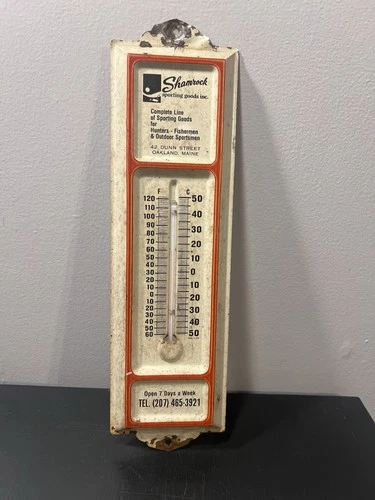 Shamrock
sporting goods inc.
Complete Line
of Sporting Goods
for
Hunters - Fishermen
& Outdoor Sportsmen
42 DUNN STREET
OAKLAND, MAINE
F C
120 50
110
100 40
90 30
80
70 20
60
50 10
40
30 0
20
10 10
0
10 20
20
30 30
40 40
50
60 50
Open 7 Days a Week
TEL. (207) 465-3921